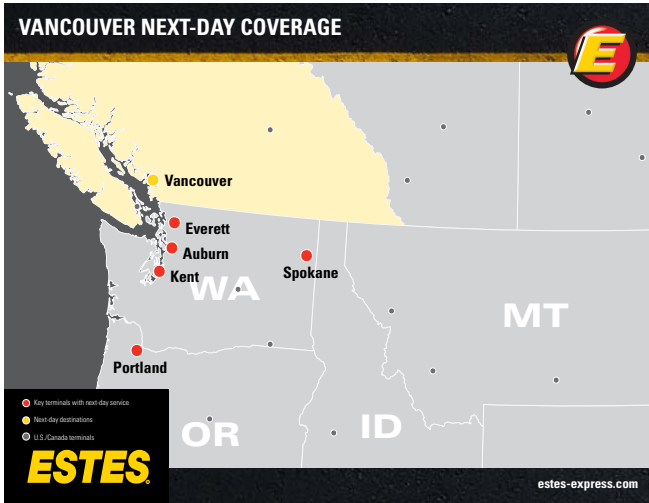 VANCOUVER NEXT-DAY COVERAGE
E
Vancouver
Everett
Auburn
Spokane
Kent
WA
MT
Portland
OR
ID
Key terminals with next-day service
Next-day destinations
U.S./Canada terminals
ESTES®
estes-express.com